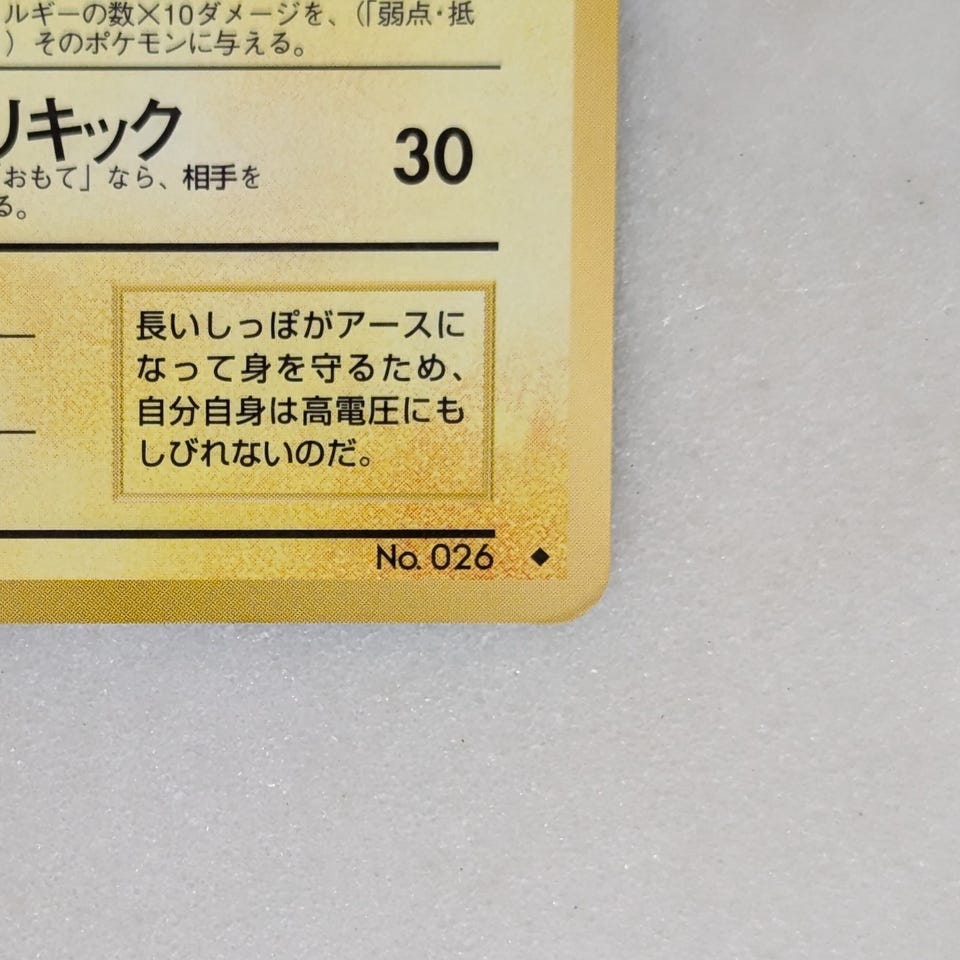 ルギーの数×10ダメージを、(「弱点・抵
) そのポケモンに与える。
リキック
30
おもて」なら、相手を
る。
長いしっぽがアースに
なって身を守るため、
自分自身は高電圧にも
しびれないのだ。
No. 026 ◆